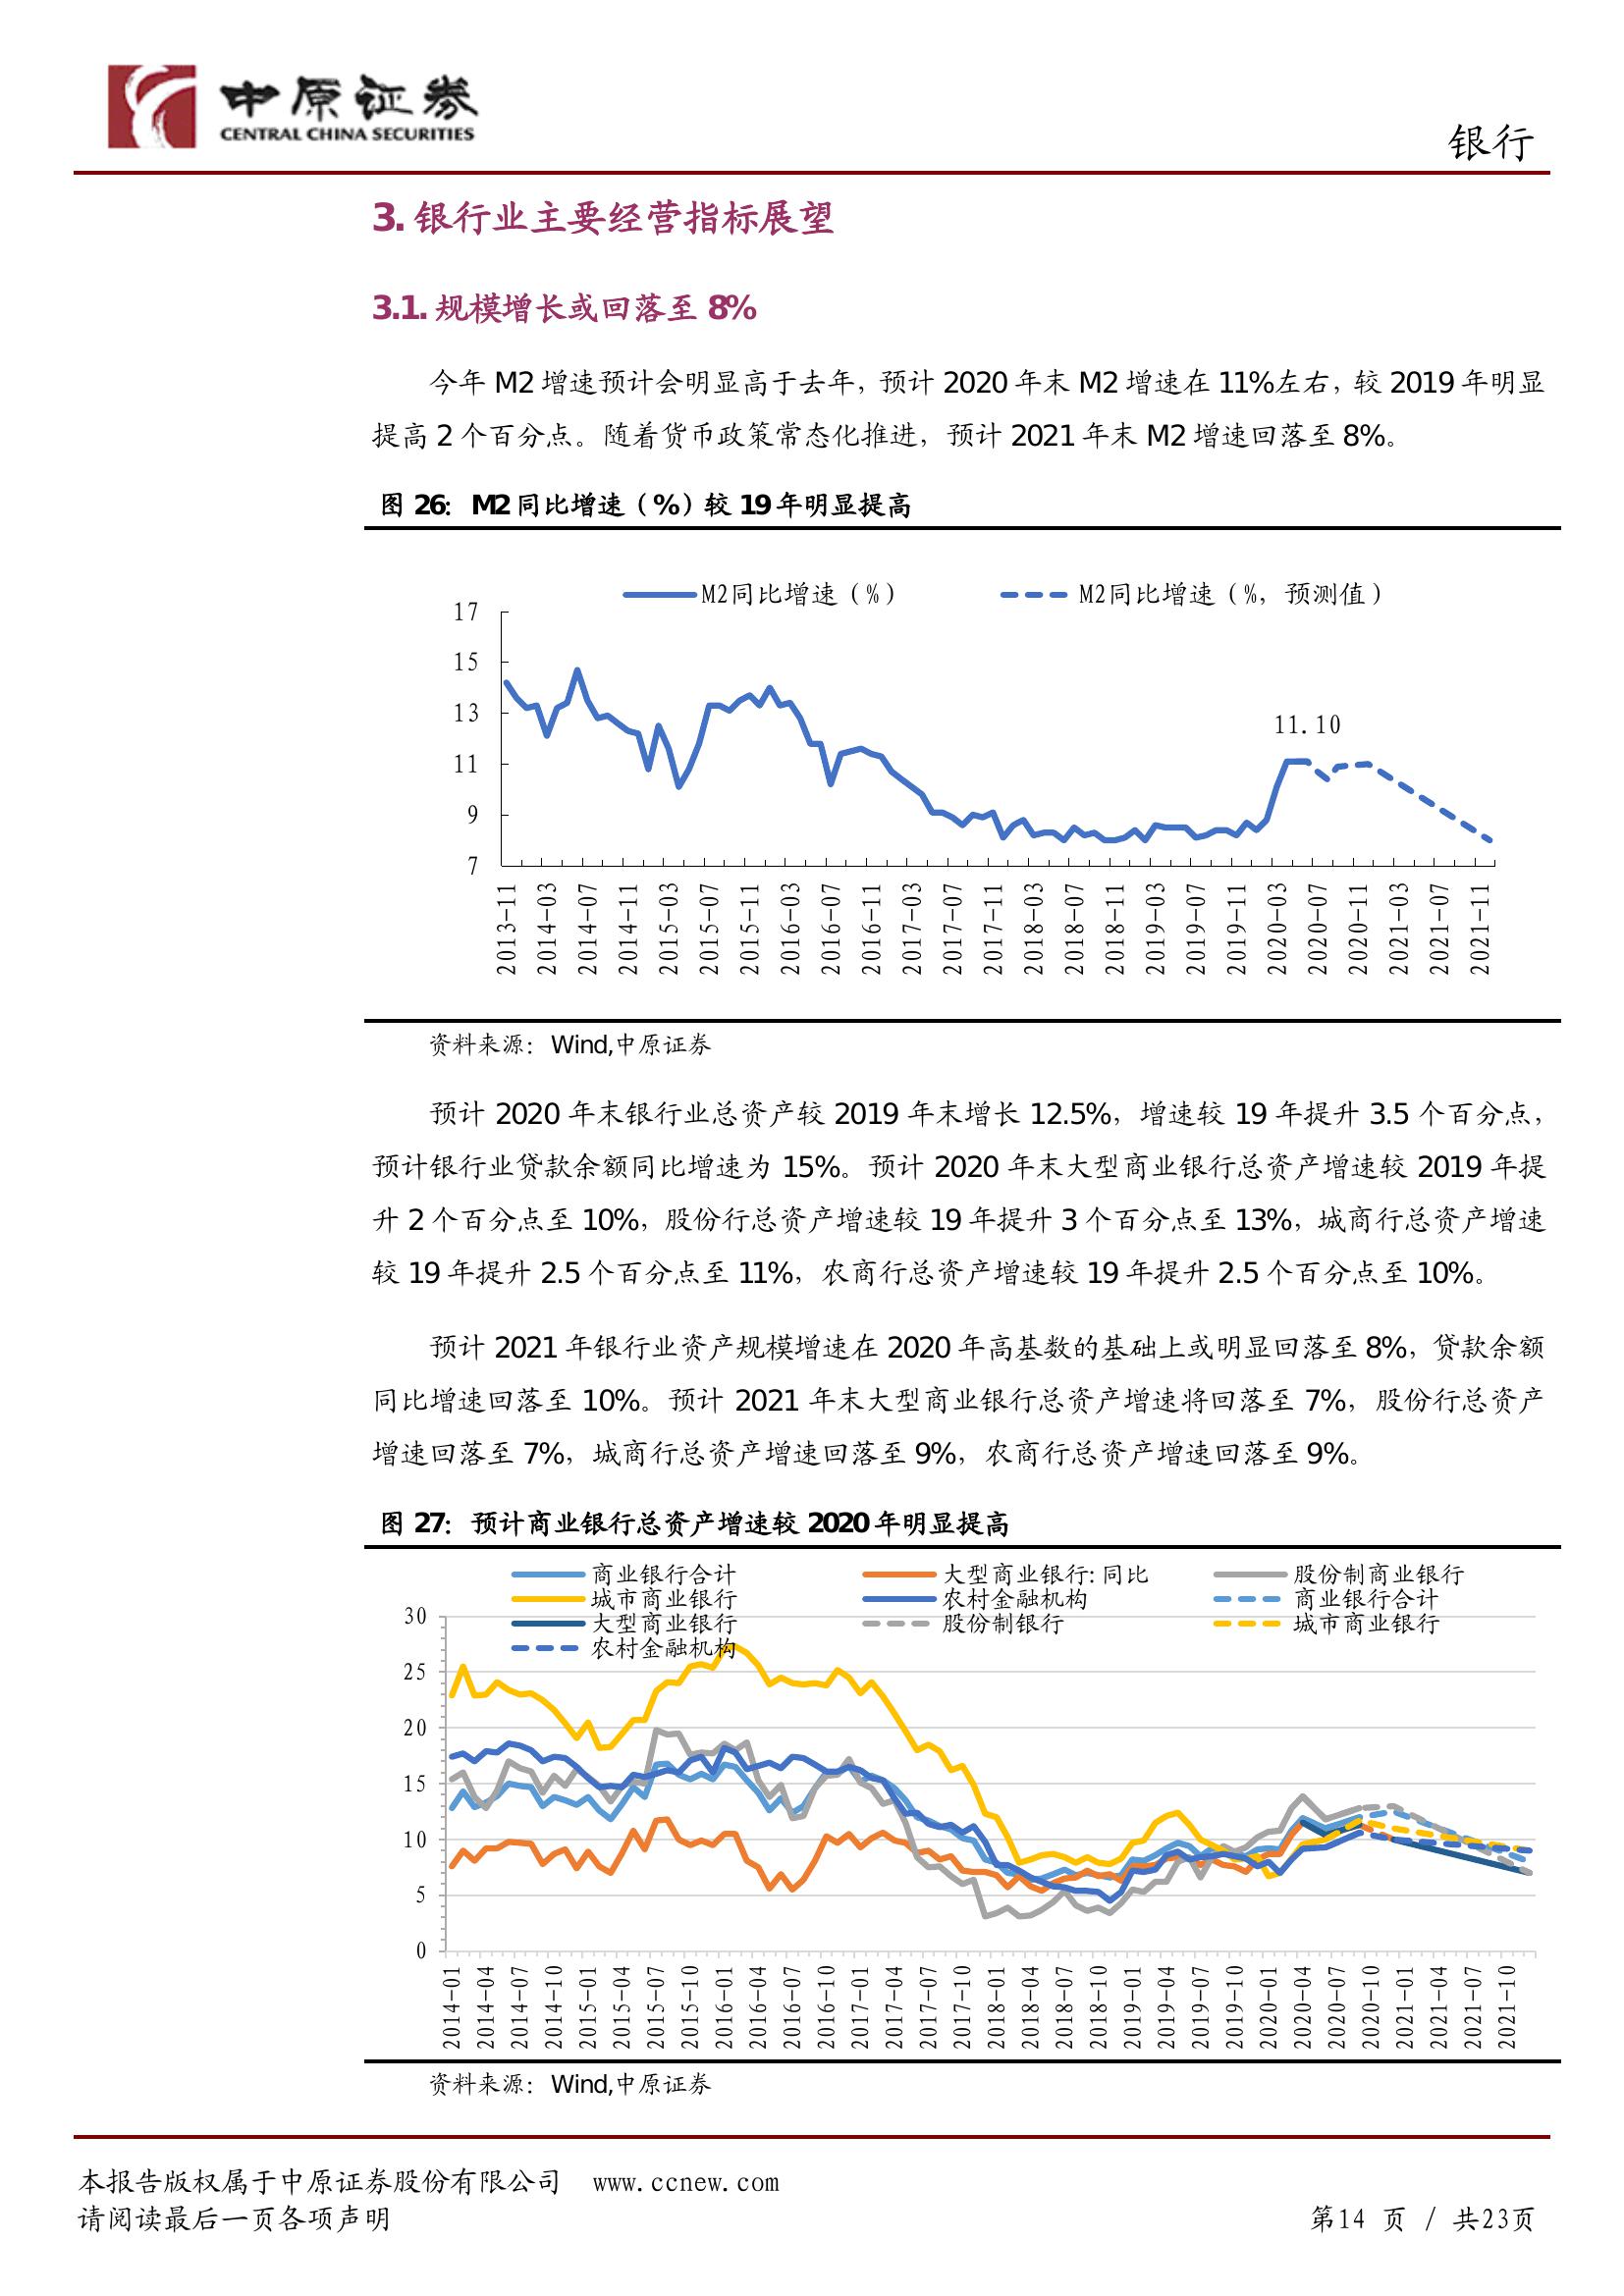 中原证券
CENTRAL CHINA SECURITIES
银行
3. 银行业主要经营指标展望
3.1. 规模增长或回落至 8%
今年 M2 增速预计会明显高于去年，预计 2020 年末 M2 增速在 11%左右，较 2019 年明显
提高 2 个百分点。随着货币政策常态化推进，预计 2021 年末 M2 增速回落至 8%。
图 26：M2 同比增速（%）较 19 年明显提高
M2同比增速（%） M2同比增速（%，预测值）
17
15
13
11
9
7
11.10
2013-11 2014-03 2014-07 2014-11 2015-03 2015-07 2015-11 2016-03 2016-07 2016-11 2017-03 2017-07 2017-11 2018-03 2018-07 2018-11 2019-03 2019-07 2019-11 2020-03 2020-07 2020-11 2021-03 2021-07 2021-11
资料来源：Wind,中原证券
预计 2020 年末银行业总资产较 2019 年末增长 12.5%，增速较 19 年提升 3.5 个百分点，
预计银行业贷款余额同比增速为 15%。预计 2020 年末大型商业银行总资产增速较 2019 年提
升 2 个百分点至 10%，股份行总资产增速较 19 年提升 3 个百分点至 13%，城商行总资产增速
较 19 年提升 2.5 个百分点至 11%，农商行总资产增速较 19 年提升 2.5 个百分点至 10%。
预计 2021 年银行业资产规模增速在 2020 年高基数的基础上或明显回落至 8%，贷款余额
同比增速回落至 10%。预计 2021 年末大型商业银行总资产增速将回落至 7%，股份行总资产
增速回落至 7%，城商行总资产增速回落至 9%，农商行总资产增速回落至 9%。
图 27：预计商业银行总资产增速较 2020 年明显提高
商业银行合计 大型商业银行:同比 股份制商业银行
城市商业银行 农村金融机构 商业银行合计
大型商业银行 股份制银行 城市商业银行
农村金融机构
30
25
20
15
10
5
0
2014-01 2014-04 2014-07 2014-10 2015-01 2015-04 2015-07 2015-10 2016-01 2016-04 2016-07 2016-10 2017-01 2017-04 2017-07 2017-10 2018-01 2018-04 2018-07 2018-10 2019-01 2019-04 2019-07 2019-10 2020-01 2020-04 2020-07 2020-10 2021-01 2021-04 2021-07 2021-10
资料来源：Wind,中原证券
本报告版权属于中原证券股份有限公司 www.ccnew.com
请阅读最后一页各项声明
第14 页 / 共23页